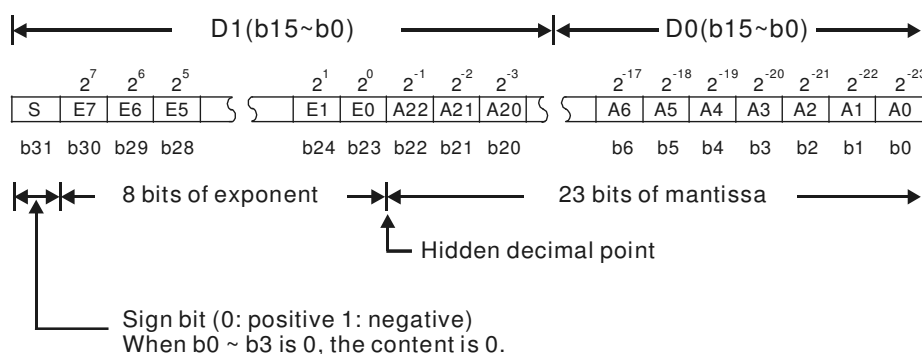 D1(b15~b0) D0(b15~b0)
2^7 2^6 2^5 2^1 2^0 2^-1 2^-2 2^-3 2^-17 2^-18 2^-19 2^-20 2^-21 2^-22 2^-23
S E7 E6 E5 E1 E0 A22 A21 A20 A6 A5 A4 A3 A2 A1 A0
b31 b30 b29 b28 b24 b23 b22 b21 b20 b6 b5 b4 b3 b2 b1 b0
8 bits of exponent 23 bits of mantissa
Hidden decimal point
Sign bit (0: positive 1: negative)
When b0 ~ b3 is 0, the content is 0.